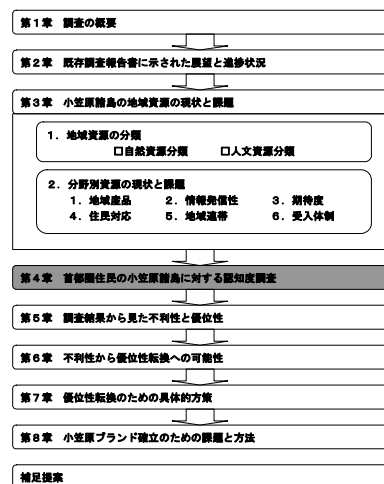 第1章 調査の概要
第2章 既存調査報告書に示された展望と進捗状況
第3章 小笠原諸島の地域資源の現状と課題
1．地域資源の分類
□自然資源分類 □人文資源分類
2．分野別資源の現状と課題
1．地域産品 2．情報発信性 3．期待度
4．住民対応 5．地域連帯 6．受入体制
第4章 首都圏住民の小笠原諸島に対する認知度調査
第5章 調査結果から見た不利性と優位性
第6章 不利性から優位性転換への可能性
第7章 優位性転換のための具体的方策
第8章 小笠原ブランド確立のための課題と方法
補足提案